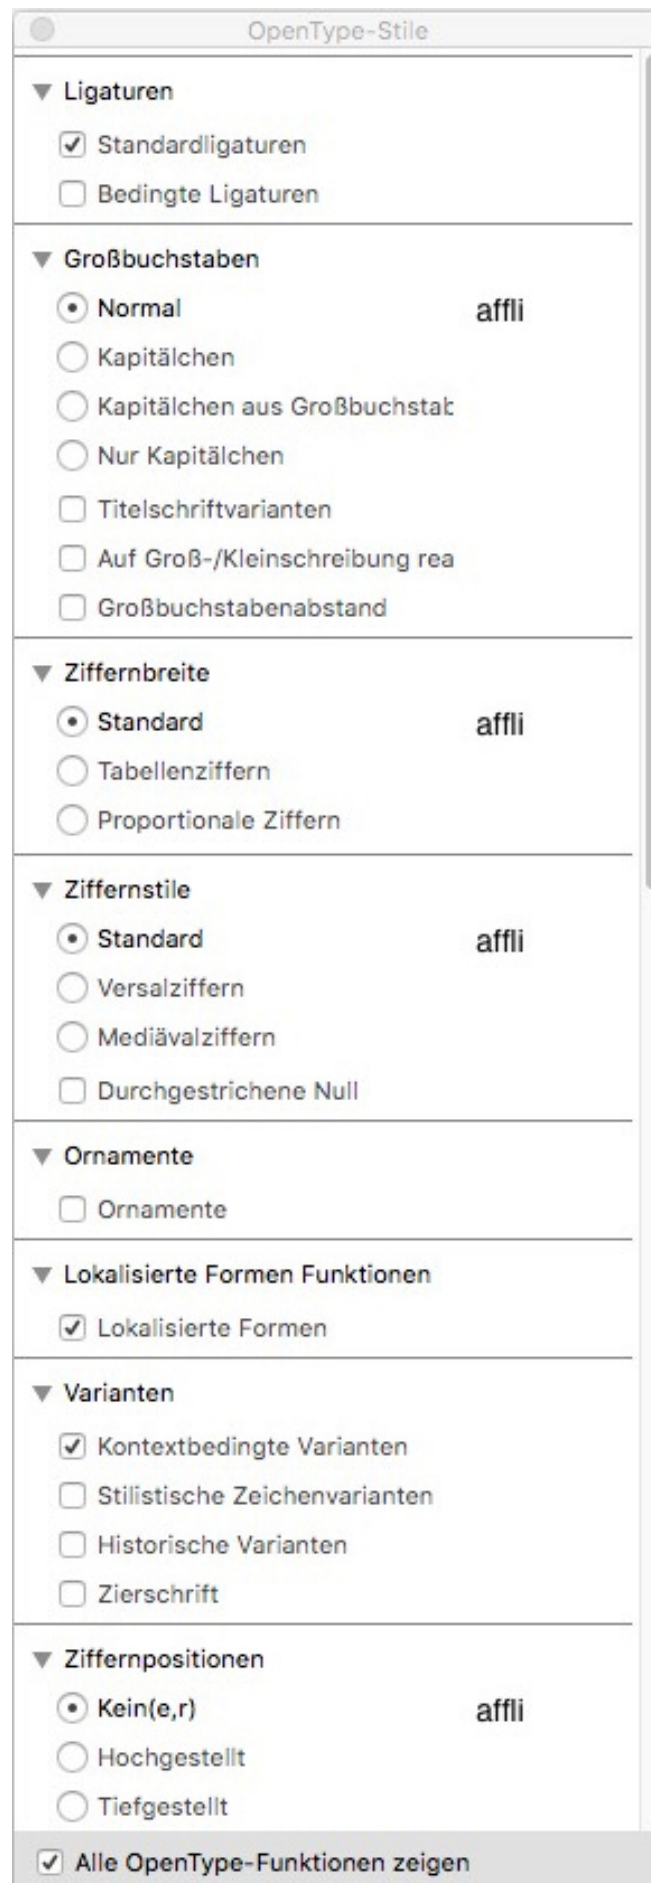 OpenType-Stile
Ligaturen
Standardligaturen
Bedingte Ligaturen
Großbuchstaben
Normal affli
Kapitälchen
Kapitälchen aus Großbuchstab
Nur Kapitälchen
Titelschriftvarianten
Auf Groß-/Kleinschreibung rea
Großbuchstabenabstand
Ziffernbreite
Standard affli
Tabellenziffern
Proportionale Ziffern
Ziffernstile
Standard affli
Versalziffern
Mediävalziffern
Durchgestrichene Null
Ornamente
Ornamente
Lokalisierte Formen Funktionen
Lokalisierte Formen
Varianten
Kontextbedingte Varianten
Stilistische Zeichenvarianten
Historische Varianten
Zierschrift
Ziffernpositionen
Kein(e,r) affli
Hochgestellt
Tiefgestellt
Alle OpenType-Funktionen zeigen